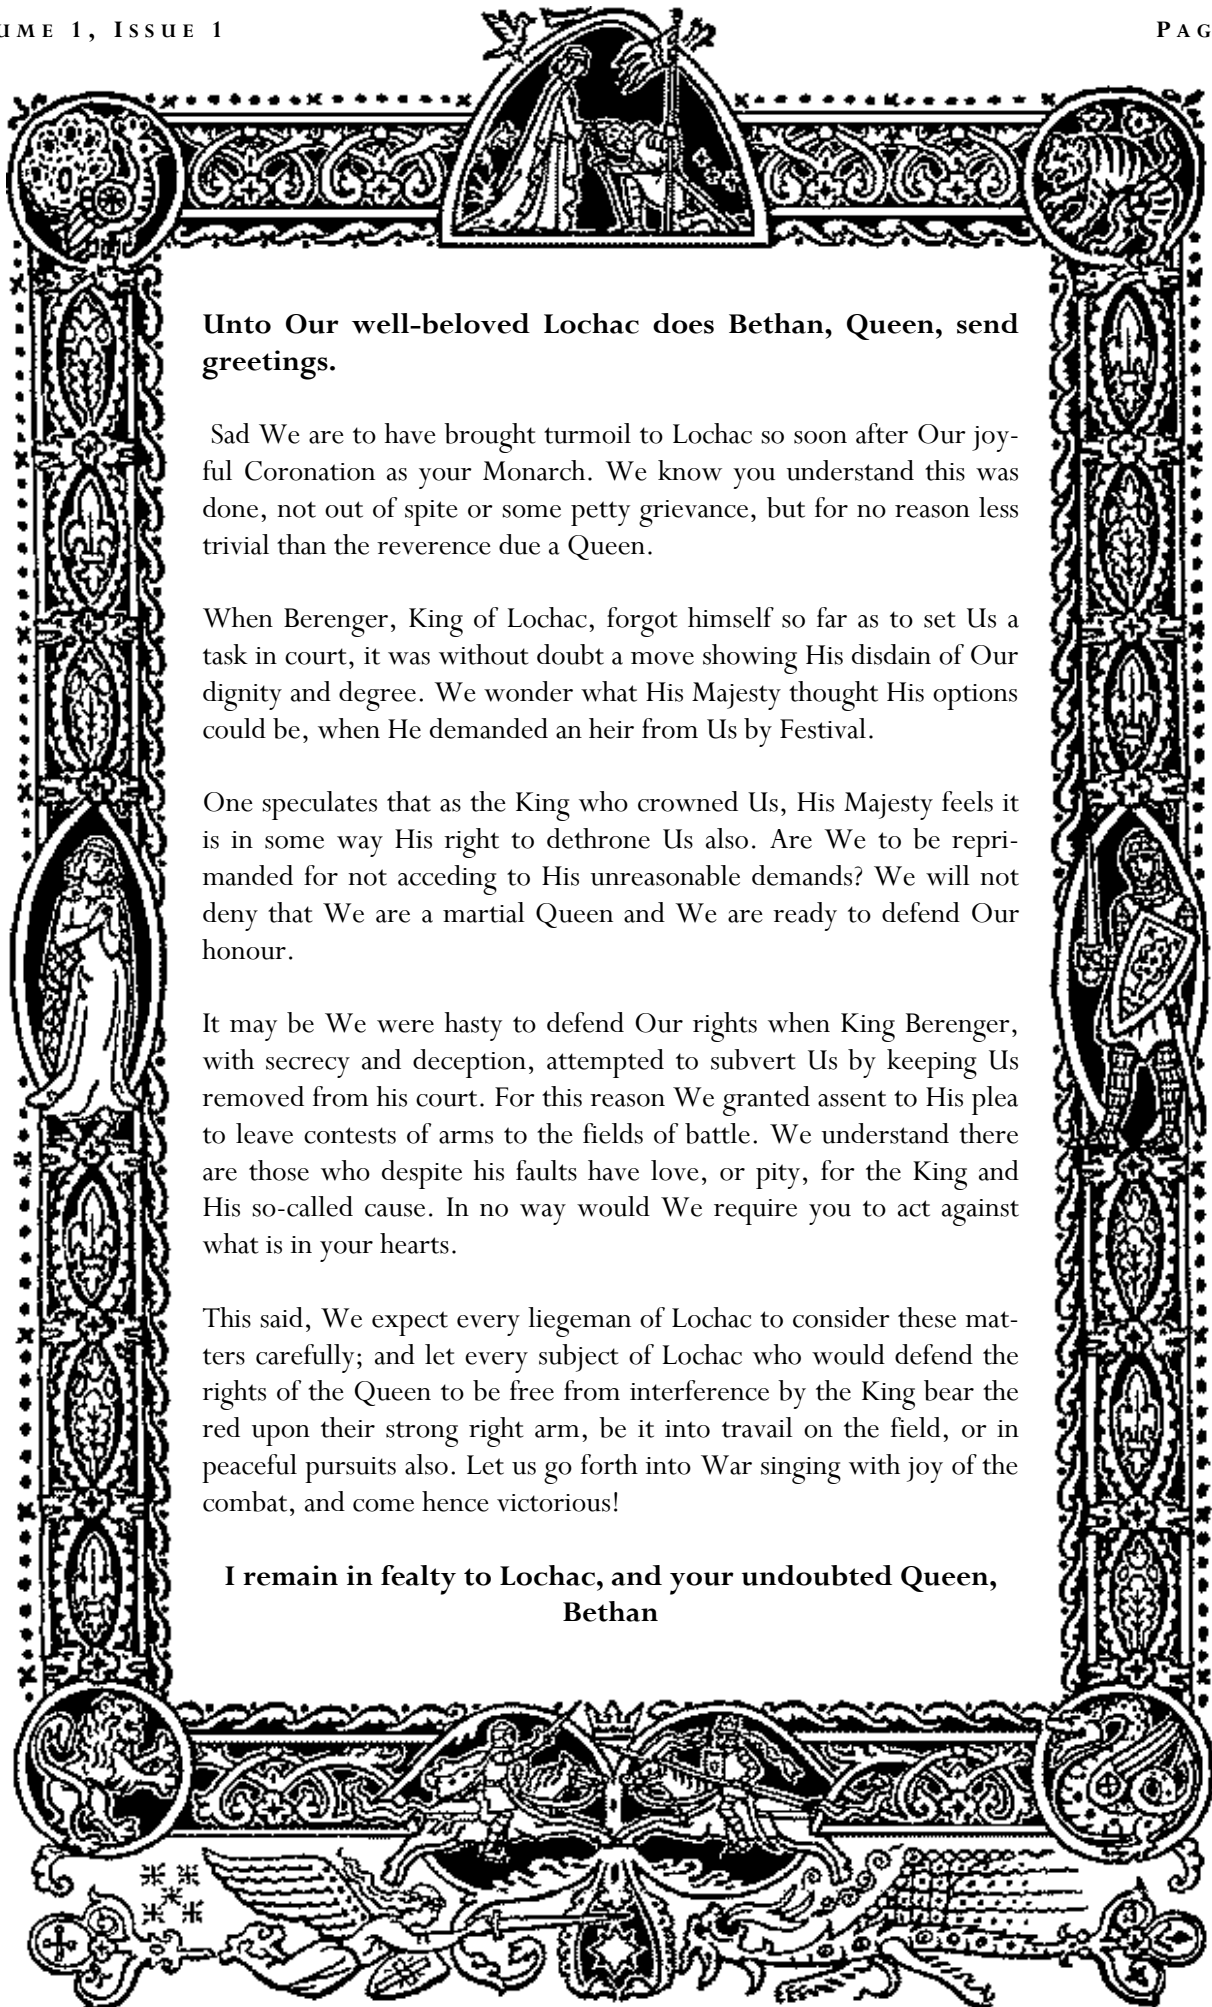 UME 1, ISSUE 1
PAG
Unto Our well-beloved Lochac does Bethan, Queen, send
greetings.
Sad We are to have brought turmoil to Lochac so soon after Our joy-
ful Coronation as your Monarch. We know you understand this was
done, not out of spite or some petty grievance, but for no reason less
trivial than the reverence due a Queen.
When Berenger, King of Lochac, forgot himself so far as to set Us a
task in court, it was without doubt a move showing His disdain of Our
dignity and degree. We wonder what His Majesty thought His options
could be, when He demanded an heir from Us by Festival.
One speculates that as the King who crowned Us, His Majesty feels it
is in some way His right to dethrone Us also. Are We to be repri-
manded for not acceding to His unreasonable demands? We will not
deny that We are a martial Queen and We are ready to defend Our
honour.
It may be We were hasty to defend Our rights when King Berenger,
with secrecy and deception, attempted to subvert Us by keeping Us
removed from his court. For this reason We granted assent to His plea
to leave contests of arms to the fields of battle. We understand there
are those who despite his faults have love, or pity, for the King and
His so-called cause. In no way would We require you to act against
what is in your hearts.
This said, We expect every liegeman of Lochac to consider these mat-
ters carefully; and let every subject of Lochac who would defend the
rights of the Queen to be free from interference by the King bear the
red upon their strong right arm, be it into travail on the field, or in
peaceful pursuits also. Let us go forth into War singing with joy of the
combat, and come hence victorious!
I remain in fealty to Lochac, and your undoubted Queen,
Bethan